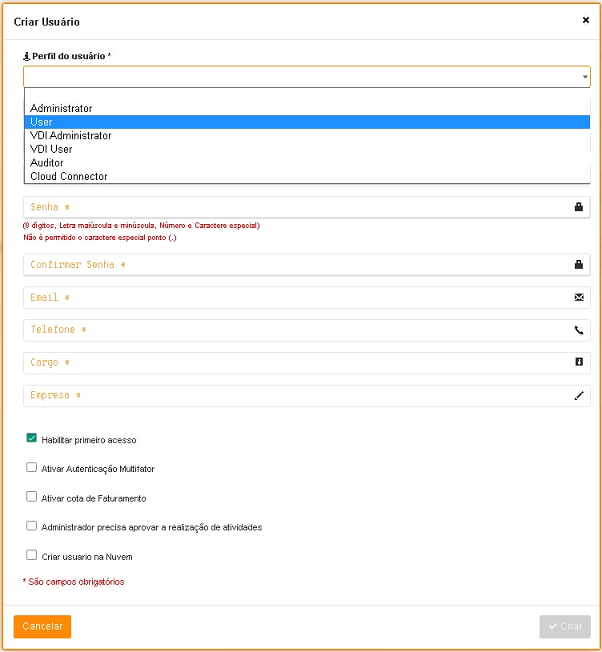 Criar Usuário
Perfil do usuário *
Administrator
User
VDI Administrator
VDI User
Auditor
Cloud Connector
Senha *
(8 digitos, Letra maiúscula e minúscula, Número e Caractere especial)
Não é permitido o caractere especial ponto (.)
Confirmar Senha *
Email *
Telefone *
Cargo *
Empresa *
Habilitar primeiro acesso
Ativar Autenticação Multifator
Ativar cota de Faturamento
Administrador precisa aprovar a realização de atividades
Criar usuario na Nuvem
* São campos obrigatórios
Cancelar
Criar